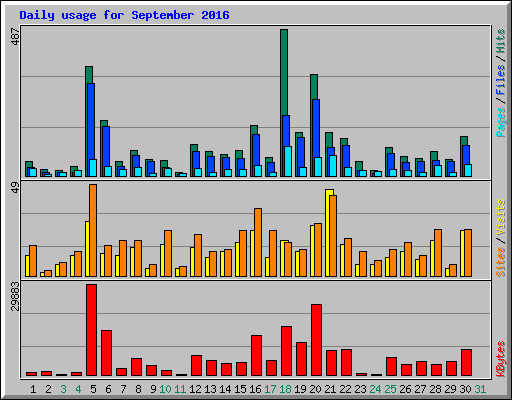 Daily usage for September 2016
487
Pages / Files / Hits
49
Sites / Visits
29883
KBytes
1 2 3 4 5 6 7 8 9 10 11 12 13 14 15 16 17 18 19 20 21 22 23 24 25 26 27 28 29 30 31